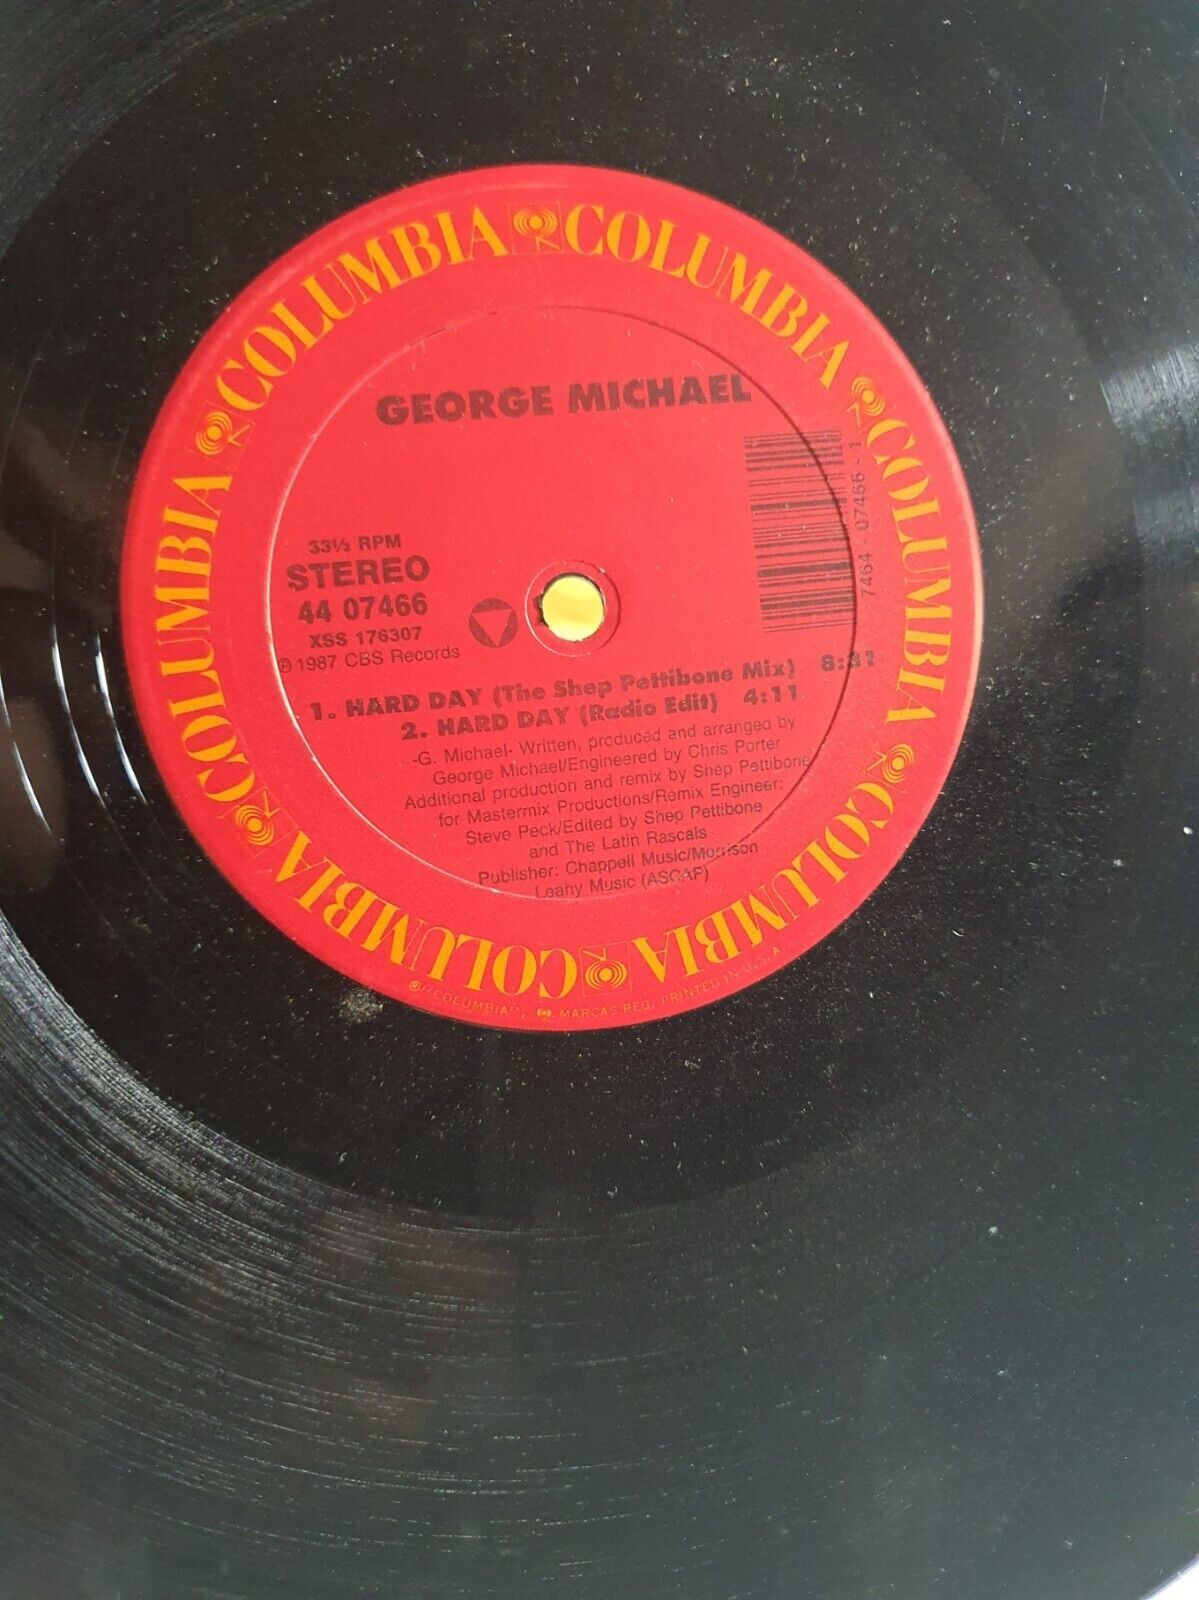 COLUMBIA COLUMBIA COLUMBIA COLUMBIA COLUMBIA COLUMBIA COLUMBIA
GEORGE MICHAEL
33⅓ RPM
STEREO
44 07466
XSS 176307
℗ 1987 CBS Records
7464 - 07466 - 1
1. HARD DAY (The Shep Pettibone Mix) 8:31
2. HARD DAY (Radio Edit) 4:11
-G. Michael- Written, produced and arranged by
George Michael/Engineered by Chris Porter
Additional production and remix by Shep Pettibone
for Mastermix Productions/Remix Engineer:
Steve Peck/Edited by Shep Pettibone
and The Latin Rascals
Publisher: Chappell Music/Morrison
Leahy Music (ASCAP)
®"COLUMBIA", MARCAS REG. PRINTED IN U.S.A.